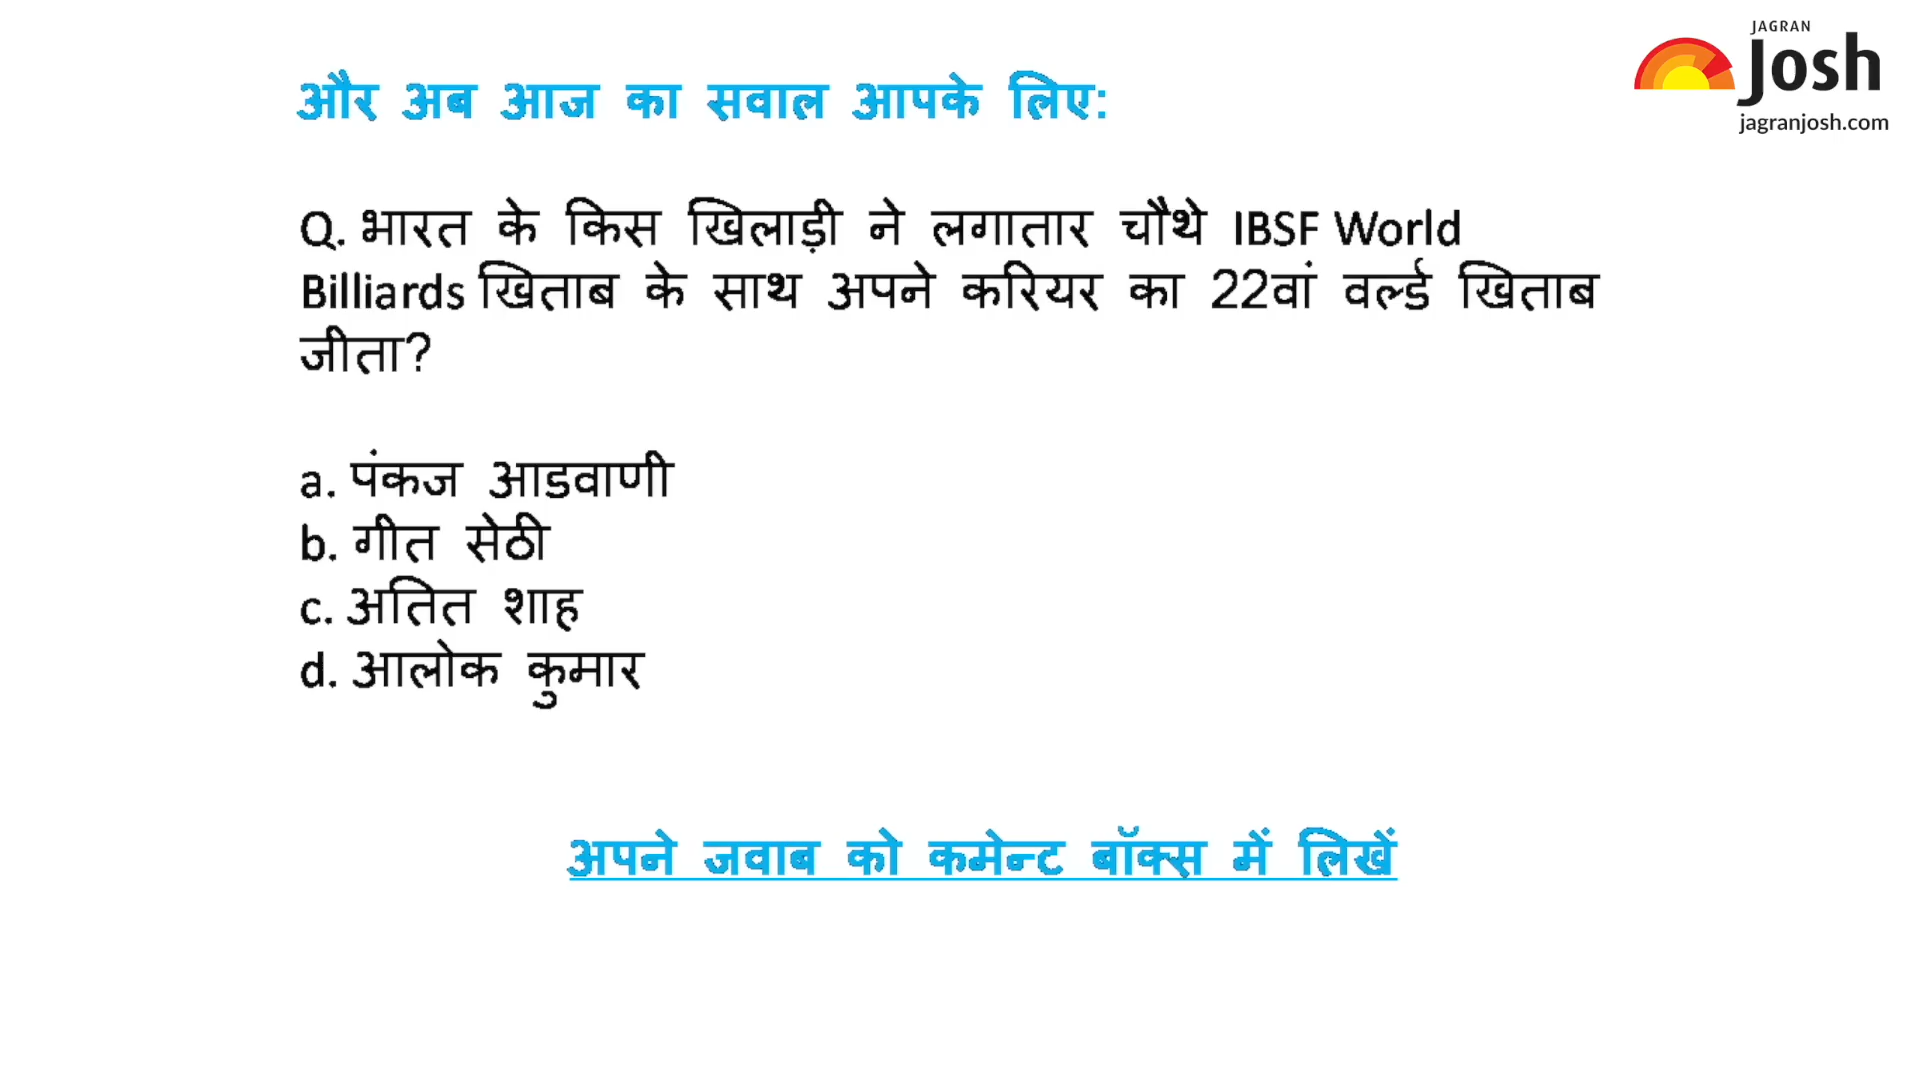 JAGRAN
Josh
jagranjosh.com
और अब आज का सवाल आपके लिए:
Q. भारत के किस खिलाड़ी ने लगातार चौथे IBSF World
Billiards खिताब के साथ अपने करियर का 22वां वर्ल्ड खिताब
जीता?
a. पंकज आडवाणी
b. गीत सेठी
c. अतित शाह
d. आलोक कुमार
अपने जवाब को कमेन्ट बॉक्स में लिखें